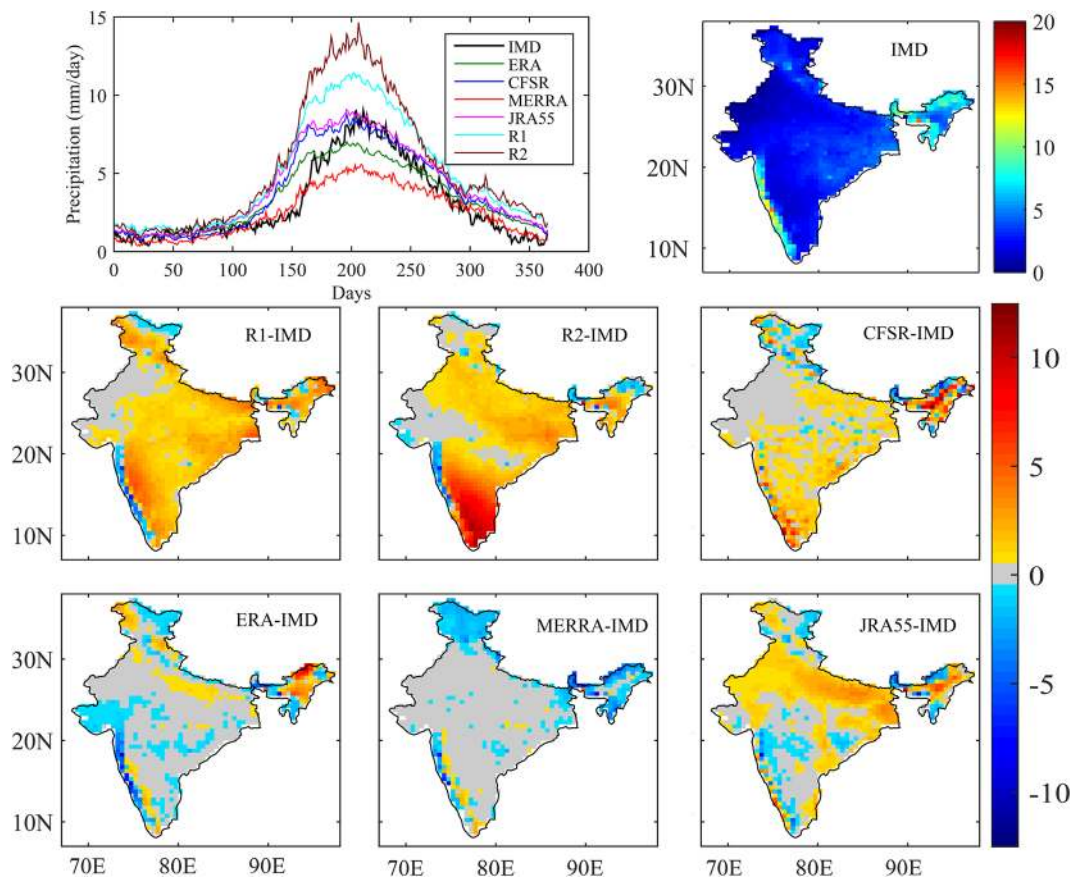 15
10
5
0
Precipitation (mm/day)
0 50 100 150 200 250 300 350 400
Days
IMD
ERA
CFSR
MERRA
JRA55
R1
R2
IMD
30N
20N
10N
20
15
10
5
0
R1-IMD
R2-IMD
CFSR-IMD
30N
20N
10N
ERA-IMD
MERRA-IMD
JRA55-IMD
30N
20N
10N
70E 80E 90E
70E 80E 90E
70E 80E 90E
10
5
0
-5
-10